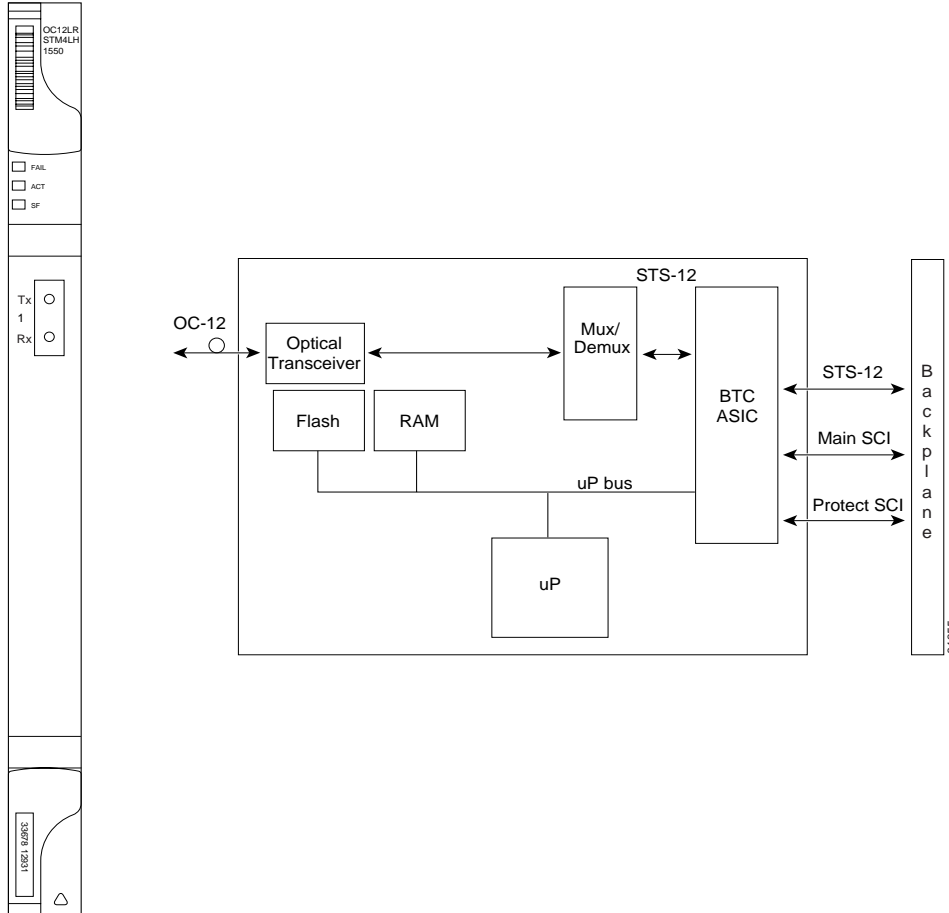 OC12LR
STM4LH
1550
FAIL
ACT
SF
Tx
1
Rx
33678 12931
OC-12
Optical
Transceiver
Flash
RAM
uP bus
uP
Mux/
Demux
STS-12
BTC
ASIC
STS-12
Main SCI
Protect SCI
Backplane